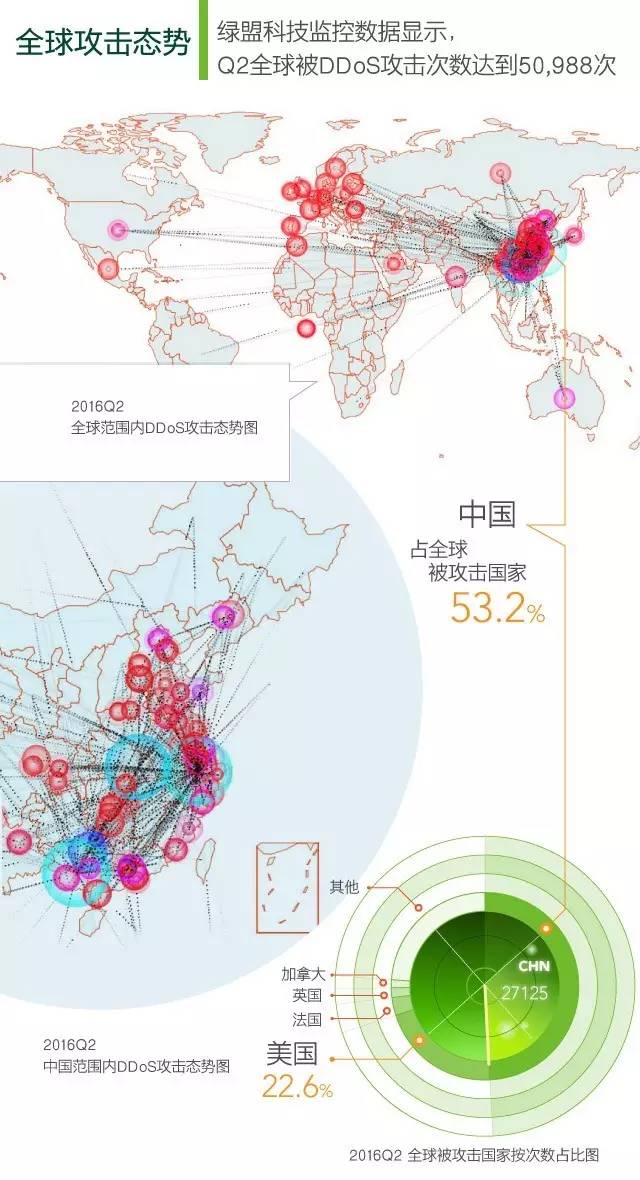 全球攻击态势
绿盟科技监控数据显示，
Q2全球被DDoS攻击次数达到50,988次
2016Q2
全球范围内DDoS攻击态势图
中国
占全球
被攻击国家
53.2%
其他
CHN
27125
加拿大
英国
法国
美国
22.6%
2016Q2
中国范围内DDoS攻击态势图
2016Q2 全球被攻击国家按次数占比图